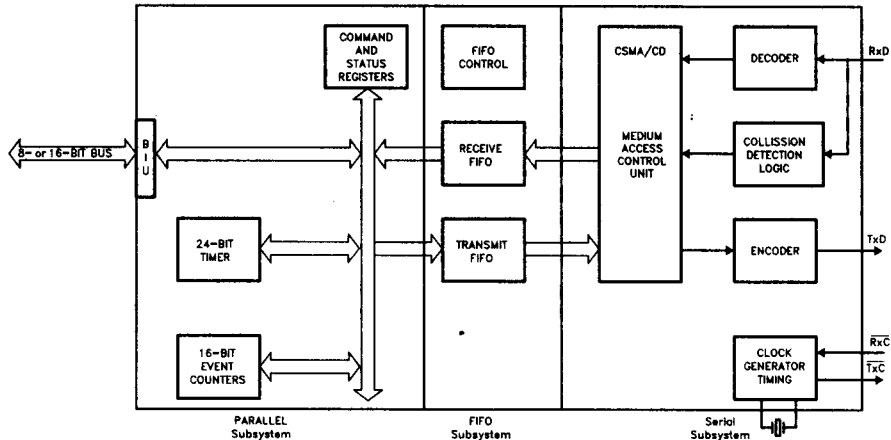 COMMAND
AND
STATUS
REGISTERS
FIFO
CONTROL
CSMA/CD
DECODER
RxD
8- or 16-BIT BUS
B
I
U
RECEIVE
FIFO
MEDIUM
ACCESS
CONTROL
UNIT
COLLISSION
DETECTION
LOGIC
24-BIT
TIMER
TRANSMIT
FIFO
ENCODER
TxD
16-BIT
EVENT
COUNTERS
CLOCK
GENERATOR
TIMING
RxC
TxC
PARALLEL
Subsystem
FIFO
Subsystem
Serial
Subsystem